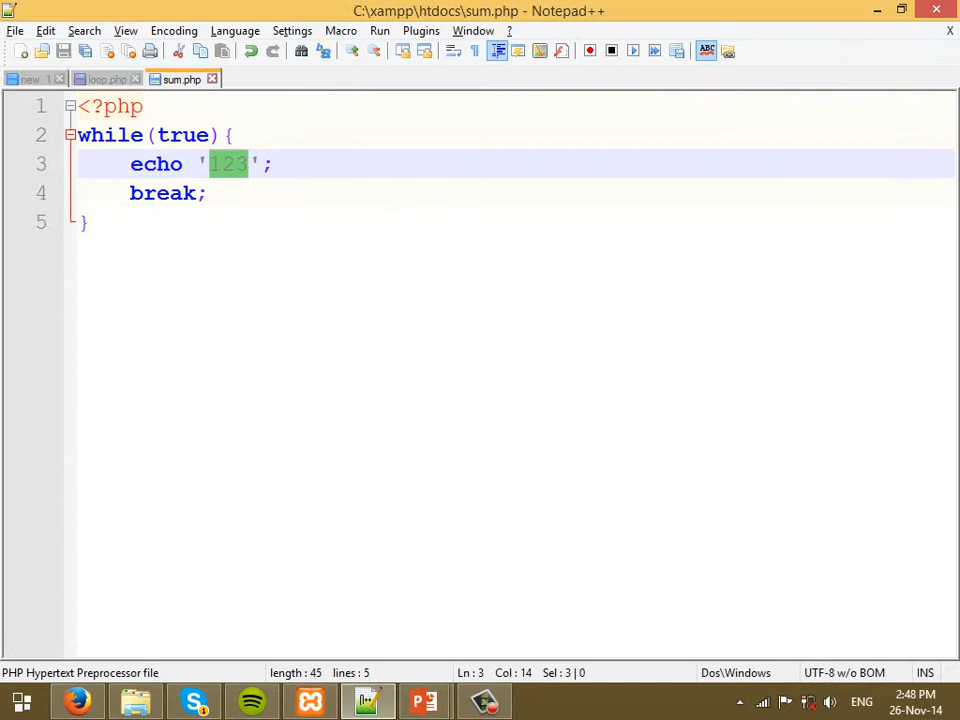 C:\xampp\htdocs\sum.php - Notepad++
File Edit Search View Encoding Language Settings Macro Run Plugins Window ? X
ABC
new 1 loop.php sum.php
1 <?php
2 while(true){
3 echo '123';
4 break;
5 }
PHP Hypertext Preprocessor file length : 45 lines : 5 Ln : 3 Col : 14 Sel : 3 | 0 Dos\Windows UTF-8 w/o BOM INS
ENG 2:48 PM
26-Nov-14